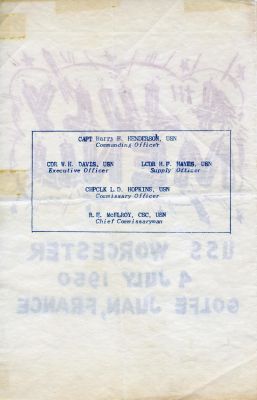 CAPT Harry H. HENDERSON, USN
Commanding Officer
CDR W.H. DAVIS, USN
Executive Officer
LCDR H.P. HAYES, USN
Supply Officer
CHPCLK L.D. HOPKINS, USN
Commissary Officer
R.E. McELROY, CSC, USN
Chief Commissaryman
USS WORCESTER
4 JULY 1950
GOLFE JUAN, FRANCE